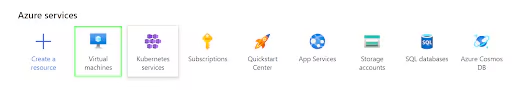 Azure services
Create a resource
Virtual machines
Kubernetes services
Subscriptions
Quickstart Center
App Services
Storage accounts
SQL databases
Azure Cosmos DB